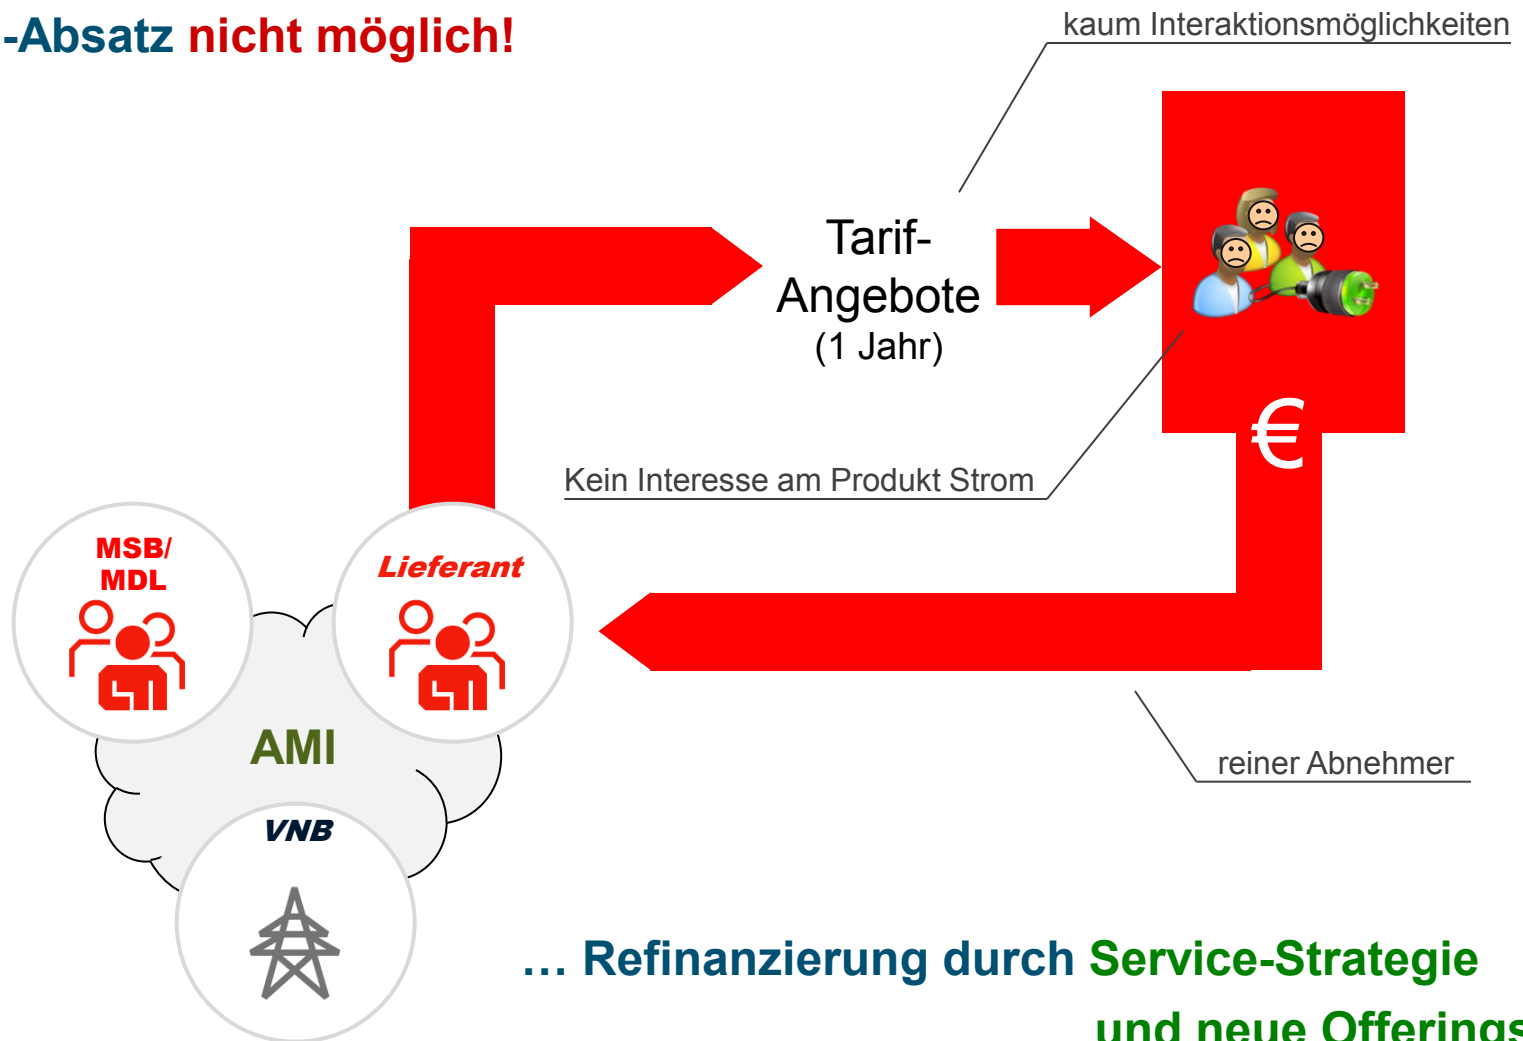 -Absatz nicht möglich!
kaum Interaktionsmöglichkeiten
Tarif-
Angebote
(1 Jahr)
€
Kein Interesse am Produkt Strom
MSB/
MDL
Lieferant
AMI
reiner Abnehmer
VNB
… Refinanzierung durch Service-Strategie
und neue Offerings